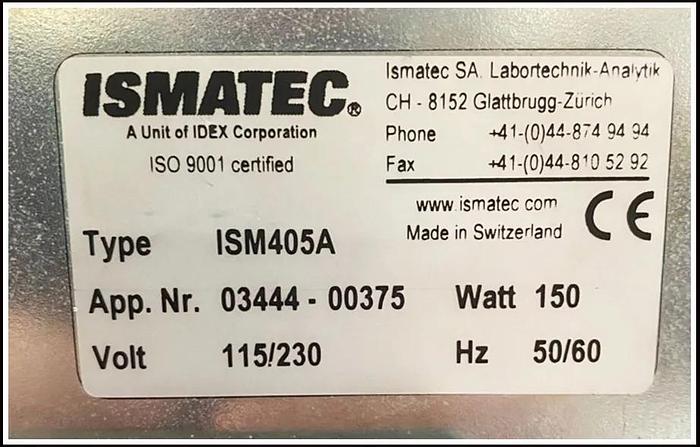 ISMATEC®
A Unit of IDEX Corporation
ISO 9001 certified
Ismatec SA. Labortechnik-Analytik
CH - 8152 Glattbrugg-Zürich
Phone +41-(0)44-874 94 94
Fax +41-(0)44-810 52 92
www.ismatec.com
Made in Switzerland
CE
Type ISM405A
App. Nr. 03444 - 00375 Watt 150
Volt 115/230 Hz 50/60